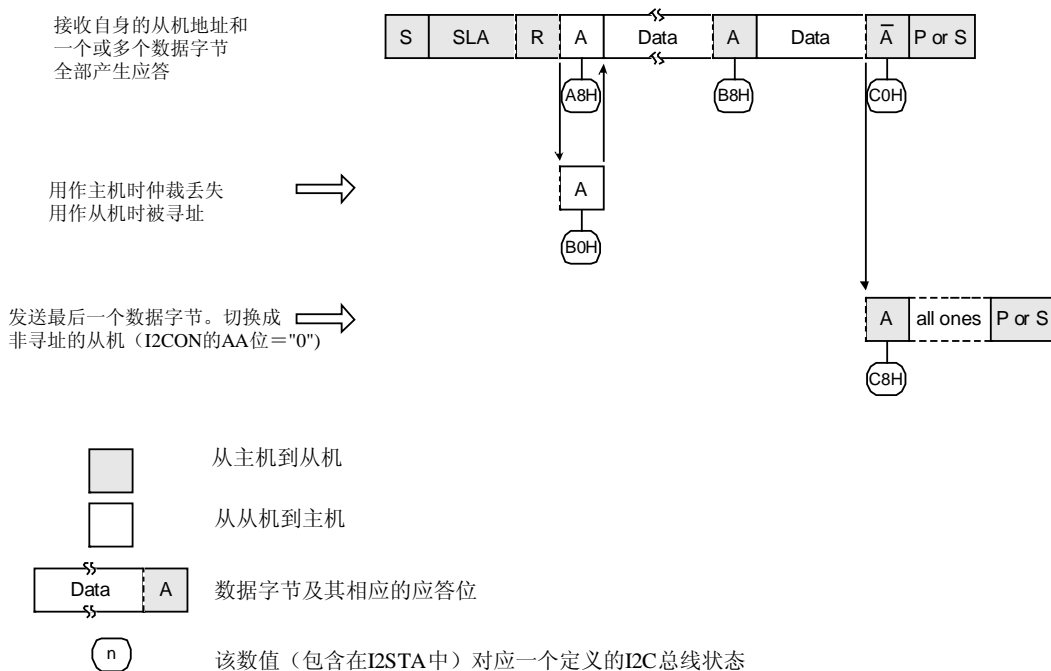 接收自身的从机地址和
一个或多个数据字节
全部产生应答
S SLA R A Data A Data A̅ P or S
A8H B8H C0H
用作主机时仲裁丢失
用作从机时被寻址
A
B0H
发送最后一个数据字节。切换成
非寻址的从机（I2CON的AA位＝"0")
A all ones P or S
C8H
从主机到从机
从从机到主机
Data A 数据字节及其相应的应答位
n 该数值（包含在I2STA中）对应一个定义的I2C总线状态